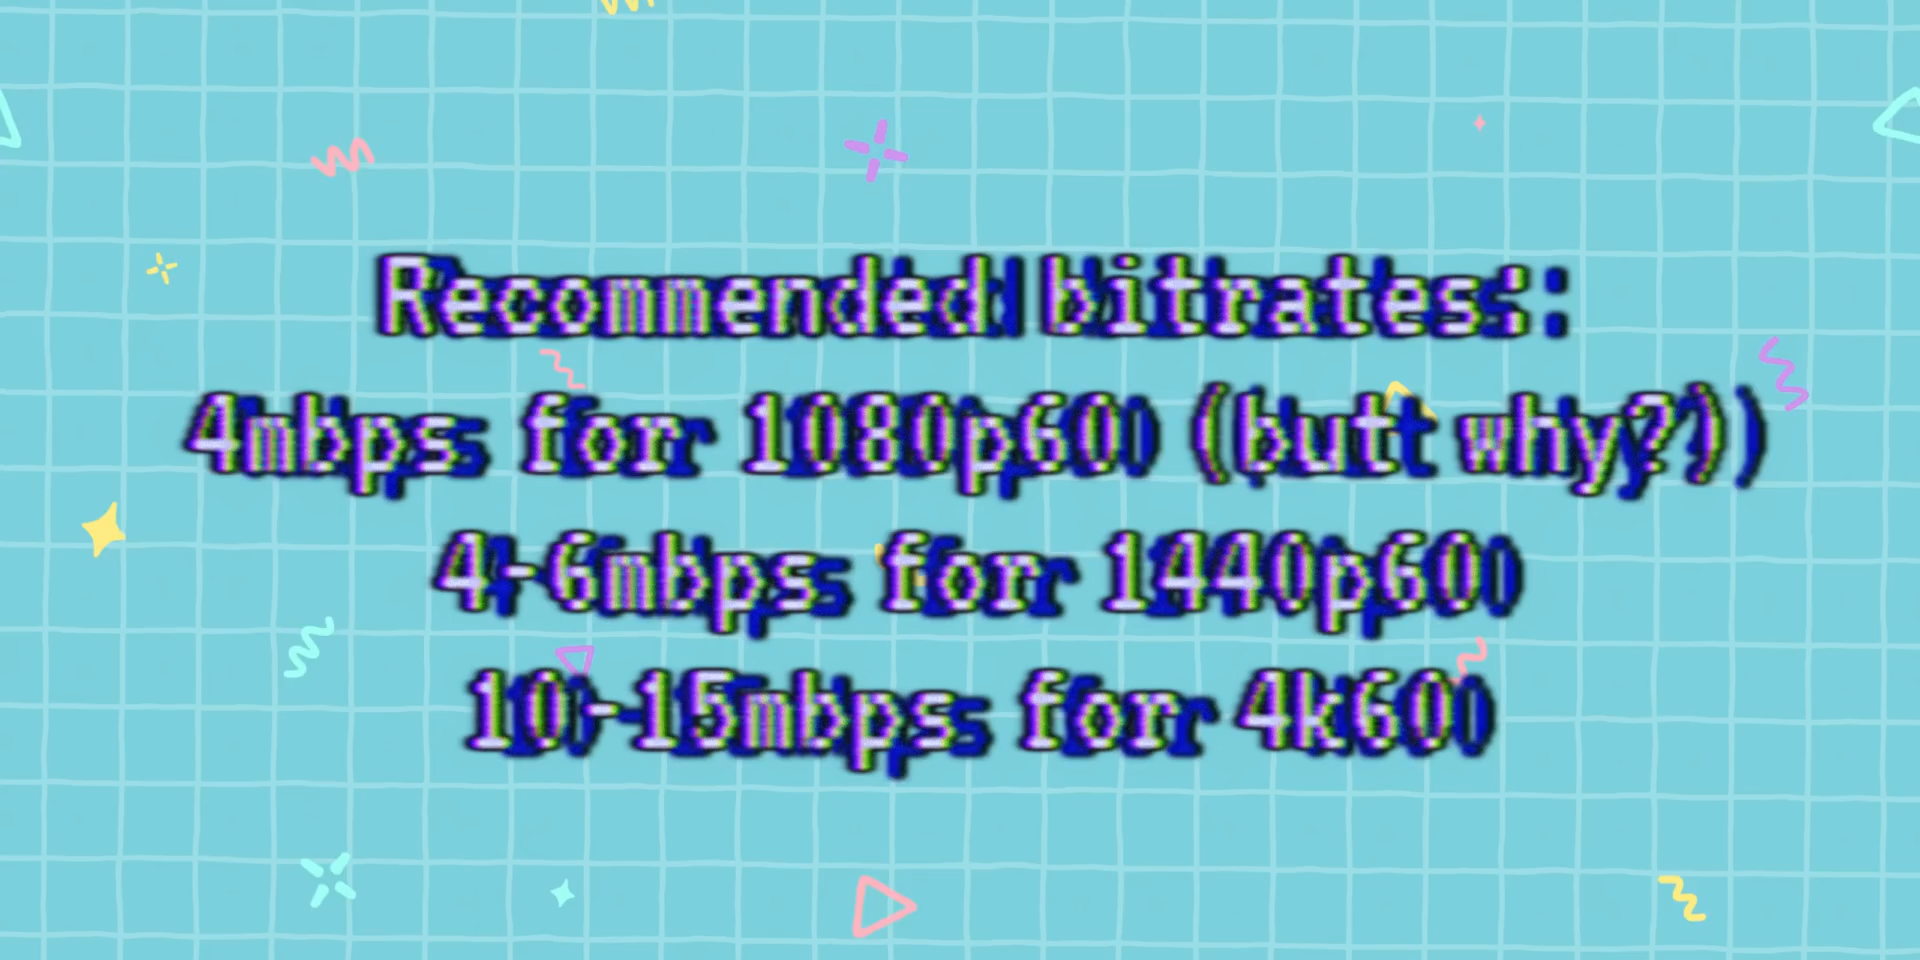 Recommended bitrates:
4mbps for 1080p60 (but why?)
4-6mbps for 1440p60
10-15mbps for 4k60